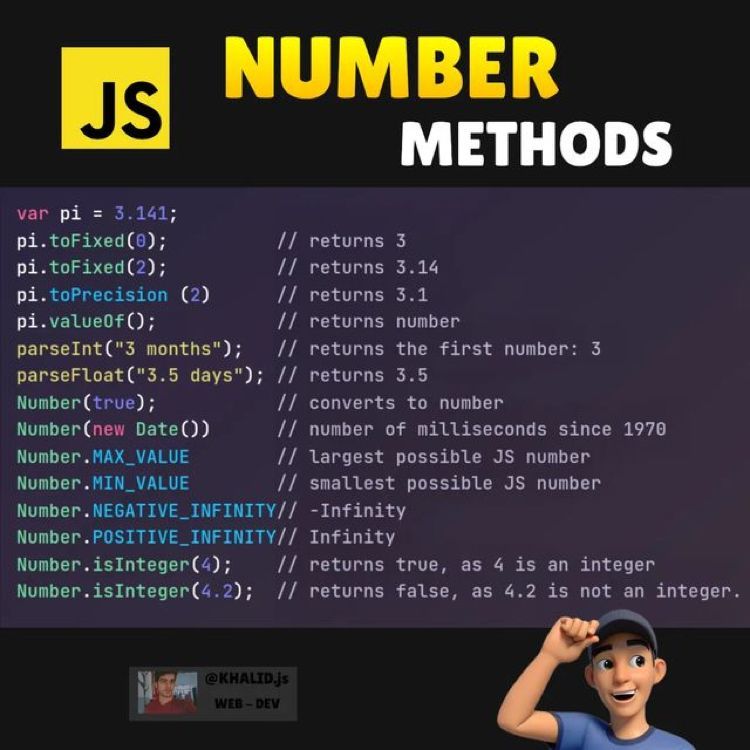 JS
NUMBER
METHODS
var pi = 3.141;
pi.toFixed(0); // returns 3
pi.toFixed(2); // returns 3.14
pi.toPrecision (2) // returns 3.1
pi.valueOf(); // returns number
parseInt("3 months"); // returns the first number: 3
parseFloat("3.5 days"); // returns 3.5
Number(true); // converts to number
Number(new Date()) // number of milliseconds since 1970
Number.MAX_VALUE // largest possible JS number
Number.MIN_VALUE // smallest possible JS number
Number.NEGATIVE_INFINITY// -Infinity
Number.POSITIVE_INFINITY// Infinity
Number.isInteger(4); // returns true, as 4 is an integer
Number.isInteger(4.2); // returns false, as 4.2 is not an integer.
@KHALID.js
WEB - DEV